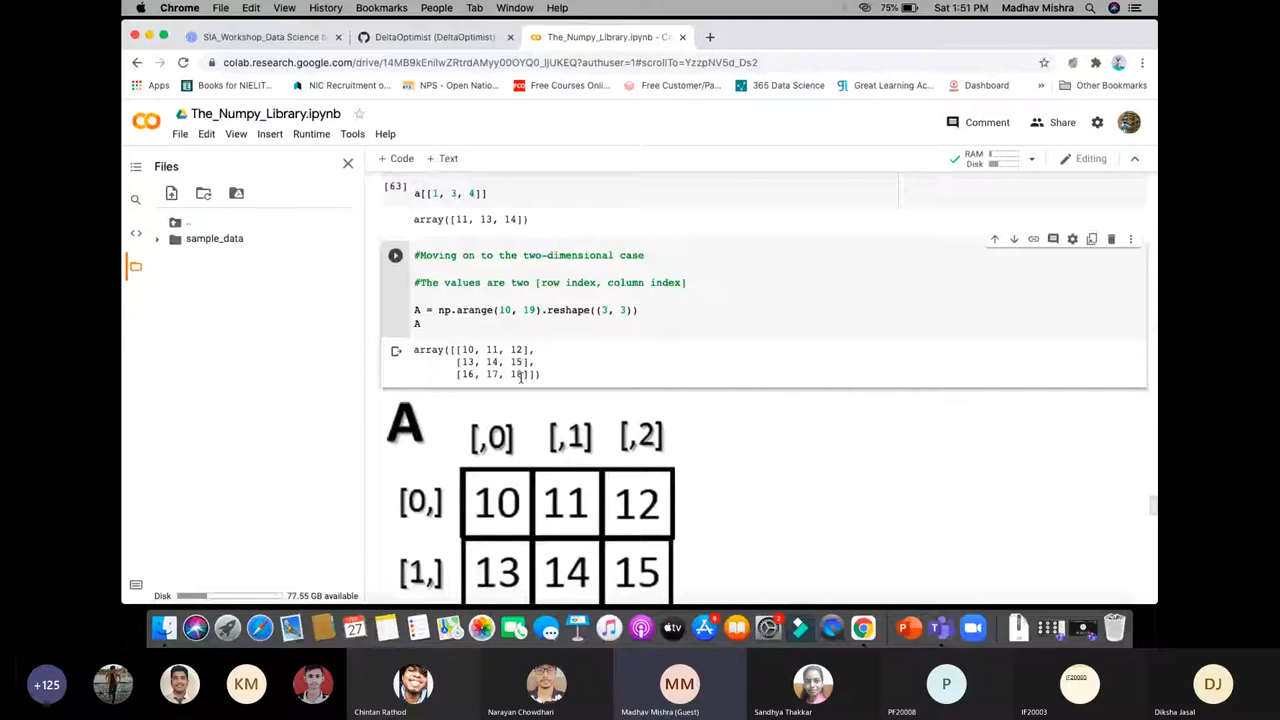 Chrome File Edit View History Bookmarks People Tab Window Help 75% Sat 1:51 PM Madhav Mishra
SIA_Workshop_Data Science b
DeltaOptimist (DeltaOptimist)
The_Numpy_Library.ipynb - Co
colab.research.google.com/drive/14MB9kEniIwZRtrdAMyy00OYQ0_ljUKEQ?authuser=1#scrollTo=YzzpNV5d_Ds2
Apps Books for NIELIT... NIC Recruitment o... NPS - Open Natio... Free Courses Onli... Free Customer/Pa... 365 Data Science Great Learning Ac... Dashboard » Other Bookmarks
The_Numpy_Library.ipynb
File Edit View Insert Runtime Tools Help
Comment Share
Files
+ Code + Text
RAM
Disk
Editing
..
sample_data
[63]
a[[1, 3, 4]]
array([11, 13, 14])
#Moving on to the two-dimensional case
#The values are two [row index, column index]
A = np.arange(10, 19).reshape((3, 3))
A
array([[10, 11, 12],
[13, 14, 15],
[16, 17, 18]])
A [,0] [,1] [,2]
[0,] 10 11 12
[1,] 13 14 15
Disk 77.55 GB available
FEB
27
tv
+125
KM
MM
P
IF20003
DJ
Chintan Rathod
Narayan Chowdhari
Madhav Mishra (Guest)
Sandhya Thakkar
PF20008
IF20003
Diksha Jasal